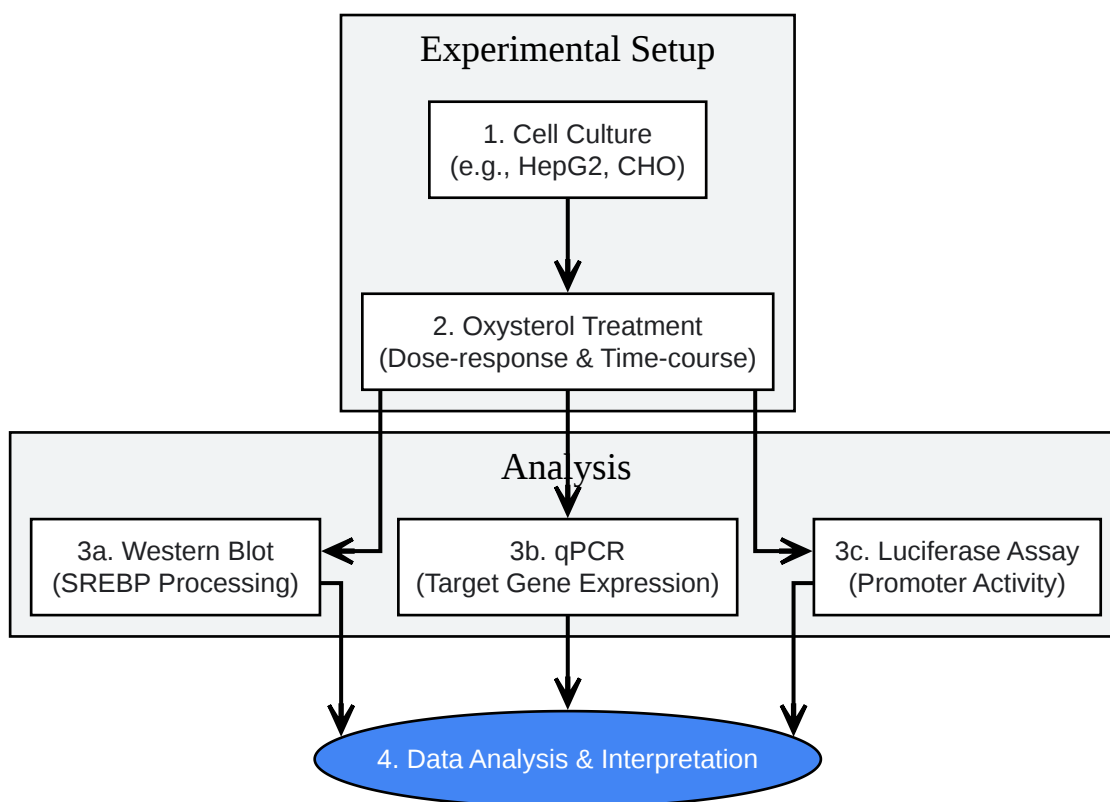 Experimental Setup
1. Cell Culture
(e.g., HepG2, CHO)
2. Oxysterol Treatment
(Dose-response & Time-course)
Analysis
3a. Western Blot
(SREBP Processing)
3b. qPCR
(Target Gene Expression)
3c. Luciferase Assay
(Promoter Activity)
4. Data Analysis & Interpretation